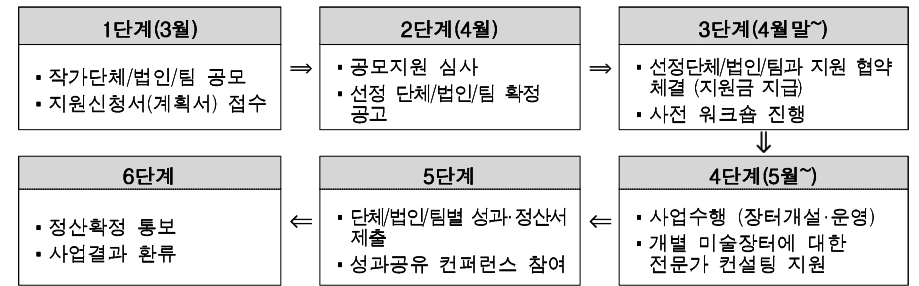 1단계(3월)
▪ 작가단체/법인/팀 공모
▪ 지원신청서(계획서) 접수
⇒
2단계(4월)
▪ 공모지원 심사
▪ 선정 단체/법인/팀 확정
공고
⇒
3단계(4월말~)
▪ 선정단체/법인/팀과 지원 협약
체결 (지원금 지급)
▪ 사전 워크숍 진행
⇓
4단계(5월~)
▪ 사업수행 (장터개설·운영)
▪ 개별 미술장터에 대한
전문가 컨설팅 지원
⇐
5단계
▪ 단체/법인/팀별 성과·정산서
제출
▪ 성과공유 컨퍼런스 참여
⇐
6단계
▪ 정산확정 통보
▪ 사업결과 환류